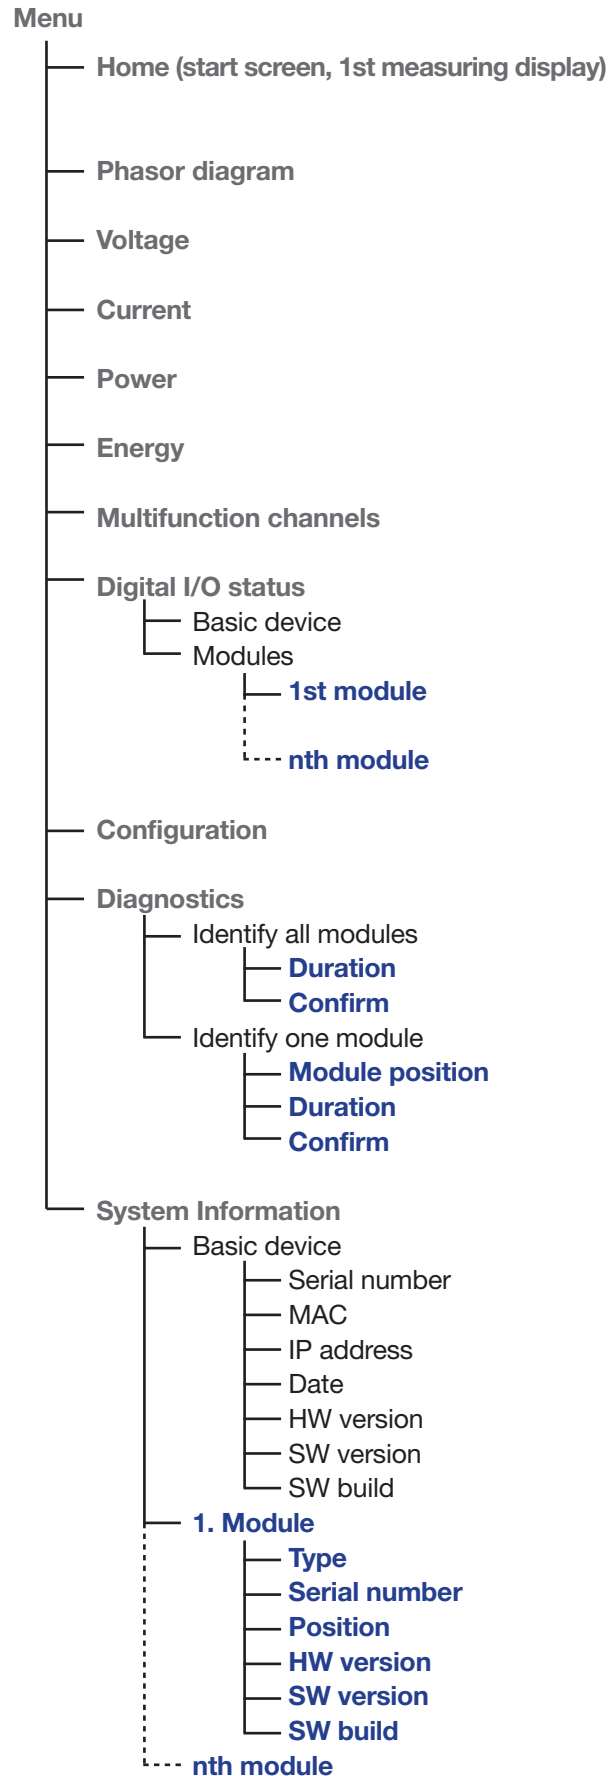 Menu
Home (start screen, 1st measuring display)
Phasor diagram
Voltage
Current
Power
Energy
Multifunction channels
Digital I/O status
Basic device
Modules
1st module
nth module
Configuration
Diagnostics
Identify all modules
Duration
Confirm
Identify one module
Module position
Duration
Confirm
System Information
Basic device
Serial number
MAC
IP address
Date
HW version
SW version
SW build
1. Module
Type
Serial number
Position
HW version
SW version
SW build
nth module